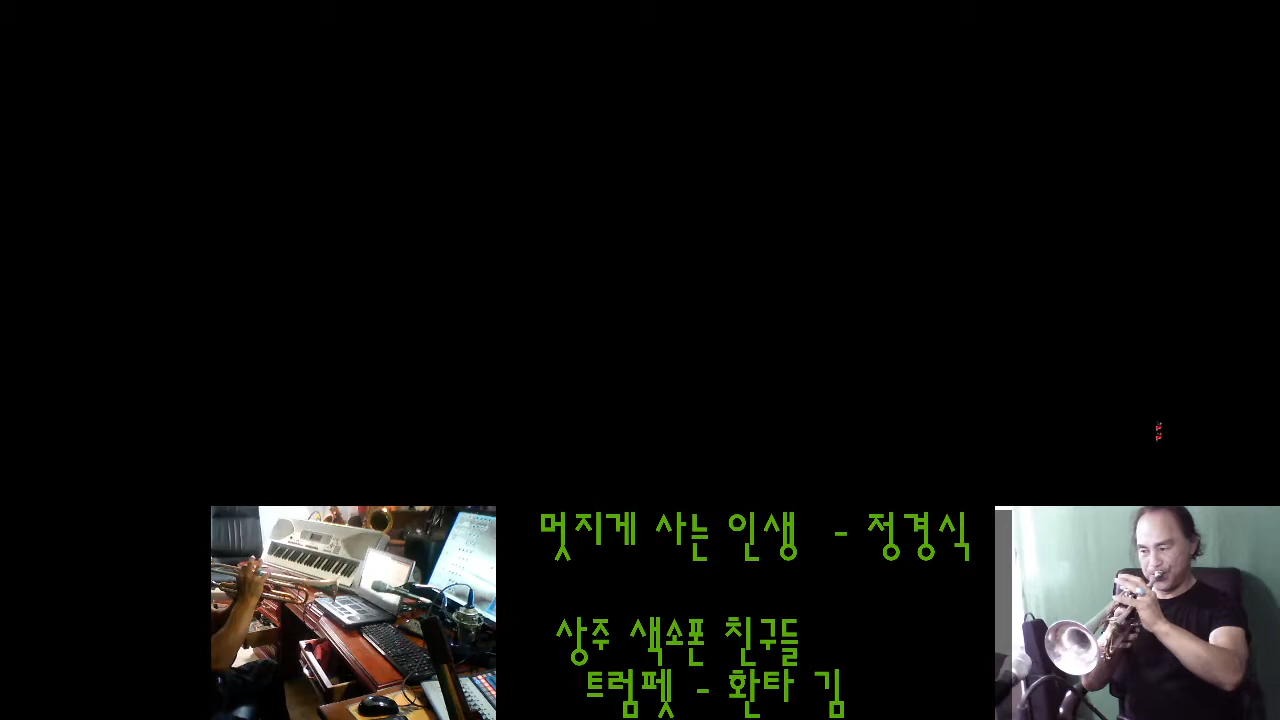 멋지게 사는 인생 - 정경식
상주 색소폰 친구들
트럼펫 - 환타 김